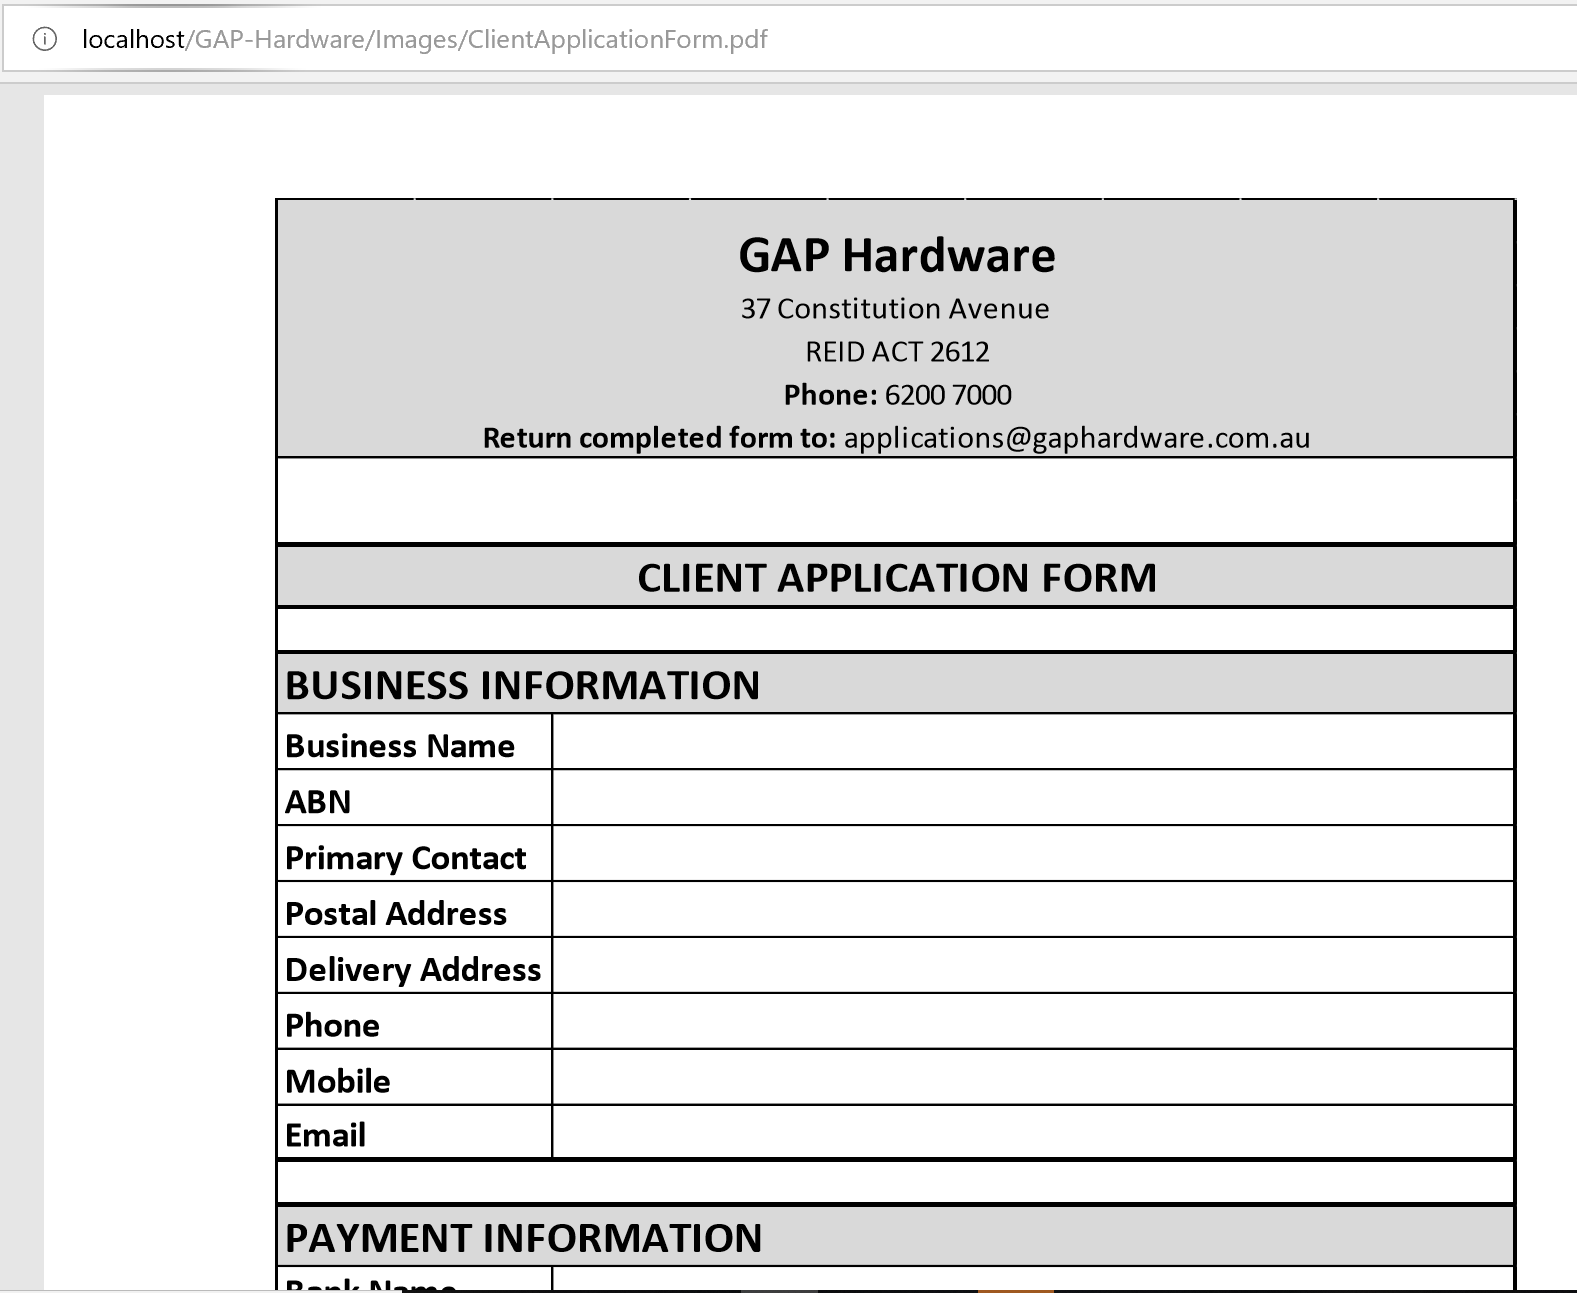 localhost/GAP-Hardware/Images/ClientApplicationForm.pdf
GAP Hardware
37 Constitution Avenue
REID ACT 2612
Phone: 6200 7000
Return completed form to: applications@gaphardware.com.au
CLIENT APPLICATION FORM
BUSINESS INFORMATION
Business Name
ABN
Primary Contact
Postal Address
Delivery Address
Phone
Mobile
Email
PAYMENT INFORMATION
Bank Name